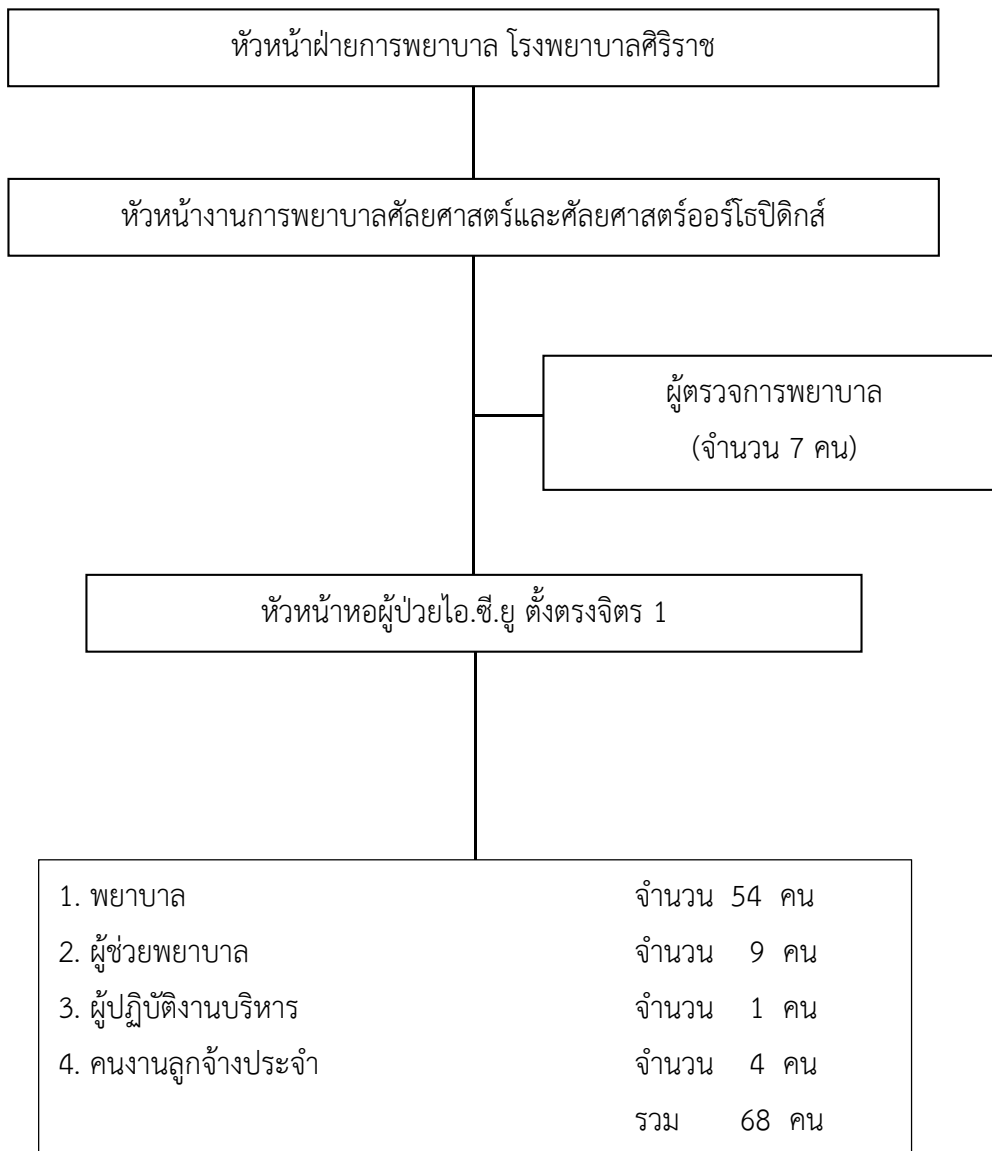 หัวหน้าฝ่ายการพยาบาล โรงพยาบาลศิริราช
หัวหน้างานการพยาบาลศัลยศาสตร์และศัลยศาสตร์ออร์โธปิดิกส์
ผู้ตรวจการพยาบาล
(จำนวน 7 คน)
หัวหน้าหอผู้ป่วยไอ.ซี.ยู ตั้งตรงจิตร 1
1. พยาบาล จำนวน 54 คน
2. ผู้ช่วยพยาบาล จำนวน 9 คน
3. ผู้ปฏิบัติงานบริหาร จำนวน 1 คน
4. คนงานลูกจ้างประจำ จำนวน 4 คน
รวม 68 คน